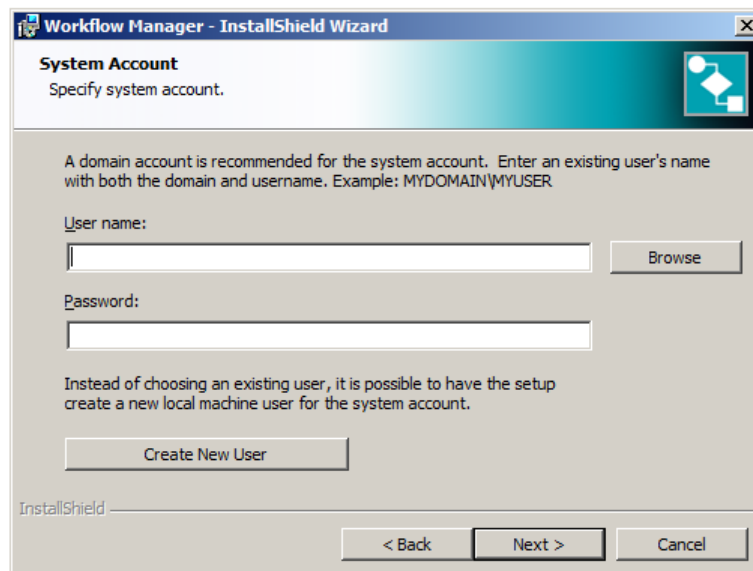 Workflow Manager - InstallShield Wizard
System Account
Specify system account.
A domain account is recommended for the system account. Enter an existing user's name
with both the domain and username. Example: MYDOMAIN\MYUSER
User name:
Browse
Password:
Instead of choosing an existing user, it is possible to have the setup
create a new local machine user for the system account.
Create New User
InstallShield
< Back
Next >
Cancel